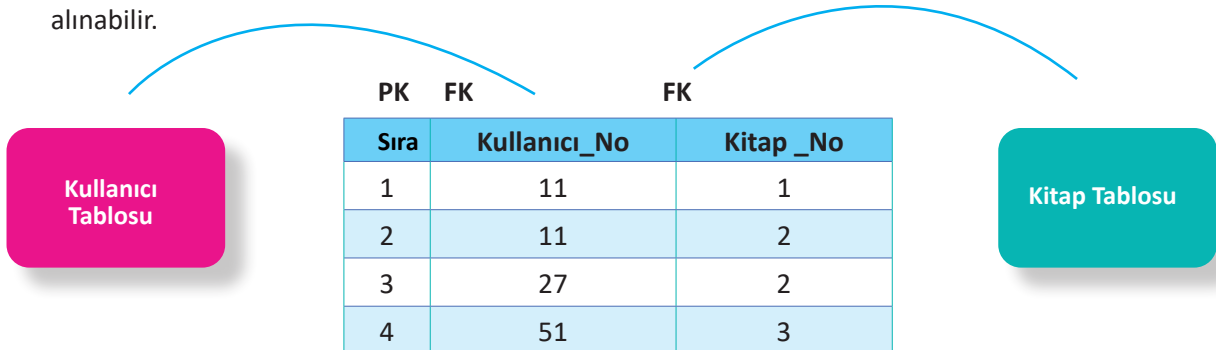 alınabilir.
PK FK FK
Sıra Kullanıcı_No Kitap _No
1 11 1
2 11 2
3 27 2
4 51 3
Kullanıcı
Tablosu
Kitap Tablosu